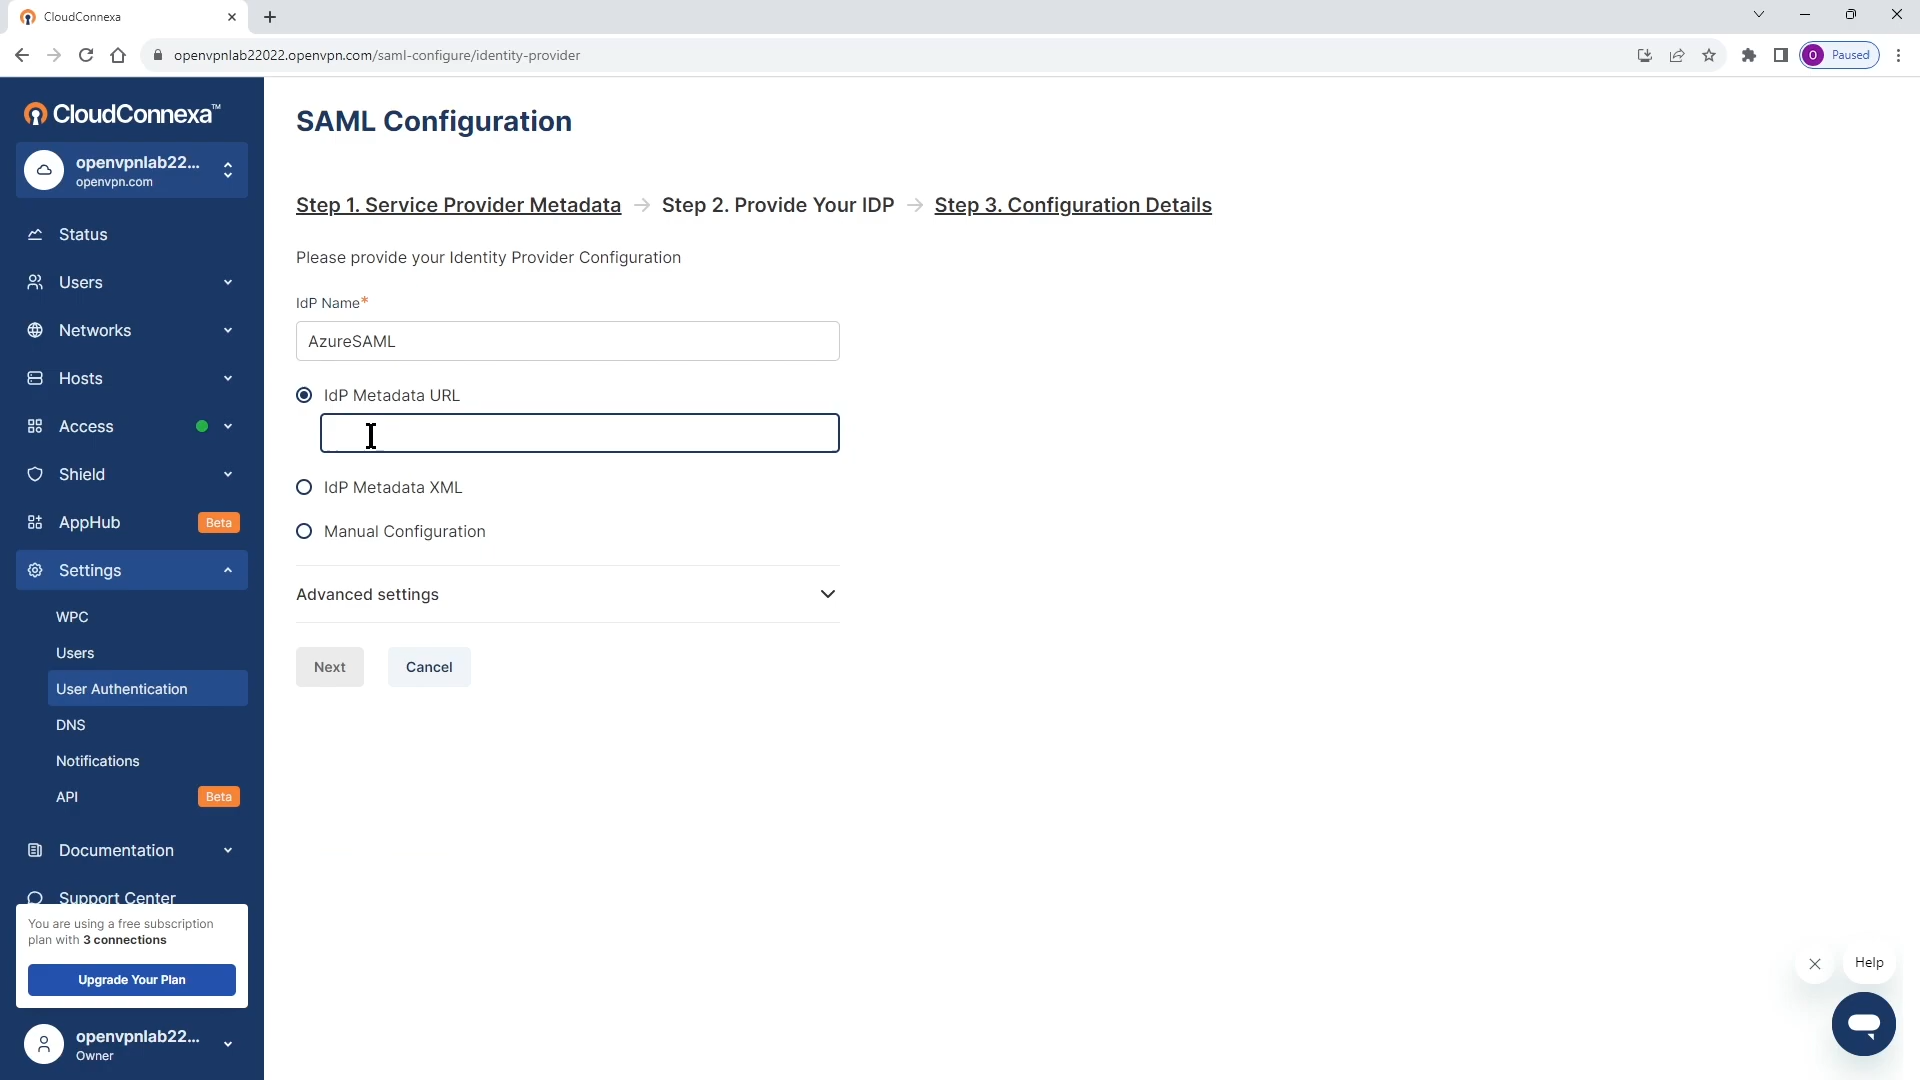 CloudConnexa
openvpnlab22022.openvpn.com/saml-configure/identity-provider
O
Paused
CloudConnexa™
openvpnlab22...
openvpn.com
Status
Users
Networks
Hosts
Access
Shield
AppHub
Beta
Settings
WPC
Users
User Authentication
DNS
Notifications
API
Beta
Documentation
Support Center
You are using a free subscription
plan with 3 connections
Upgrade Your Plan
openvpnlab22...
Owner
SAML Configuration
Step 1. Service Provider Metadata → Step 2. Provide Your IDP → Step 3. Configuration Details
Please provide your Identity Provider Configuration
IdP Name*
AzureSAML
IdP Metadata URL
IdP Metadata XML
Manual Configuration
Advanced settings
Next
Cancel
Help